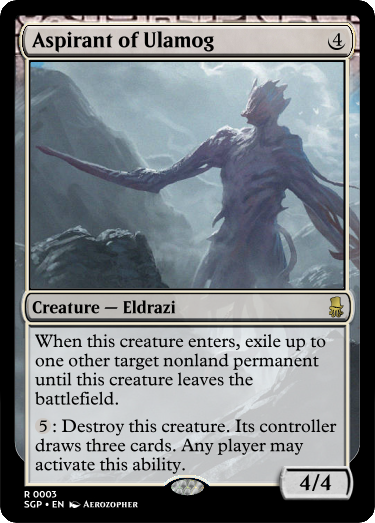 Aspirant of Ulamog 4
Creature — Eldrazi
When this creature enters, exile up to
one other target nonland permanent
until this creature leaves the
battlefield.
5 : Destroy this creature. Its controller
draws three cards. Any player may
activate this ability.
4/4
R 0003
SGP • EN Aerozopher